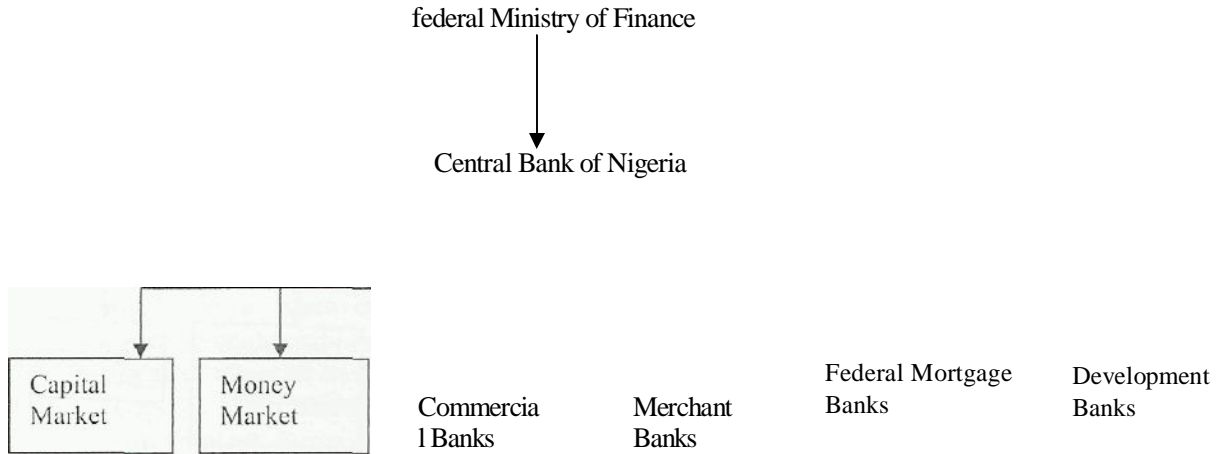 federal Ministry of Finance
Central Bank of Nigeria
Capital
Market
Money
Market
Commercia
l Banks
Merchant
Banks
Federal Mortgage
Banks
Development
Banks